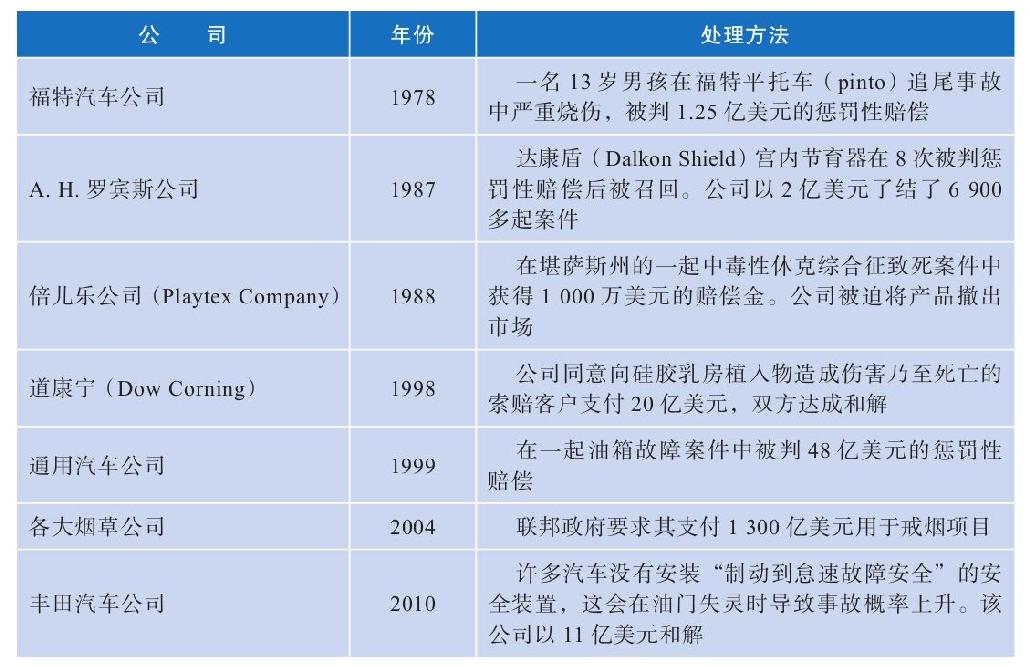 公 司 年份 处理方法
福特汽车公司 1978 一名 13 岁男孩在福特平托车（pinto）追尾事故
中严重烧伤，被判 1.25 亿美元的惩罚性赔偿
A. H. 罗宾斯公司 1987 达康盾（Dalkon Shield）宫内节育器在 8 次被判惩
罚性赔偿后被召回。公司以 2 亿美元了结了 6 900
多起案件
倍儿乐公司（Playtex Company） 1988 在堪萨斯州的一起中毒性休克综合征致死案件中
获得 1 000 万美元的赔偿金。公司被迫将产品撤出
市场
道康宁（Dow Corning） 1998 公司同意向硅胶乳房植入物造成伤害乃至死亡的
索赔客户支付 20 亿美元，双方达成和解
通用汽车公司 1999 在一起油箱故障案件中被判 48 亿美元的惩罚性
赔偿
各大烟草公司 2004 联邦政府要求其支付 1 300 亿美元用于戒烟项目
丰田汽车公司 2010 许多汽车没有安装“制动到怠速故障安全”的安
全装置，这会在油门失灵时导致事故概率上升。该
公司以 11 亿美元和解